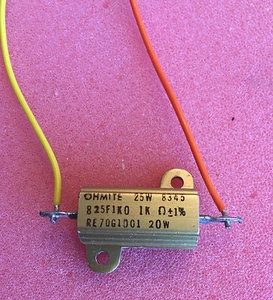 OHMITE 25W 8345
825F1K0 1K Ω±1%
RE70G1001 20W